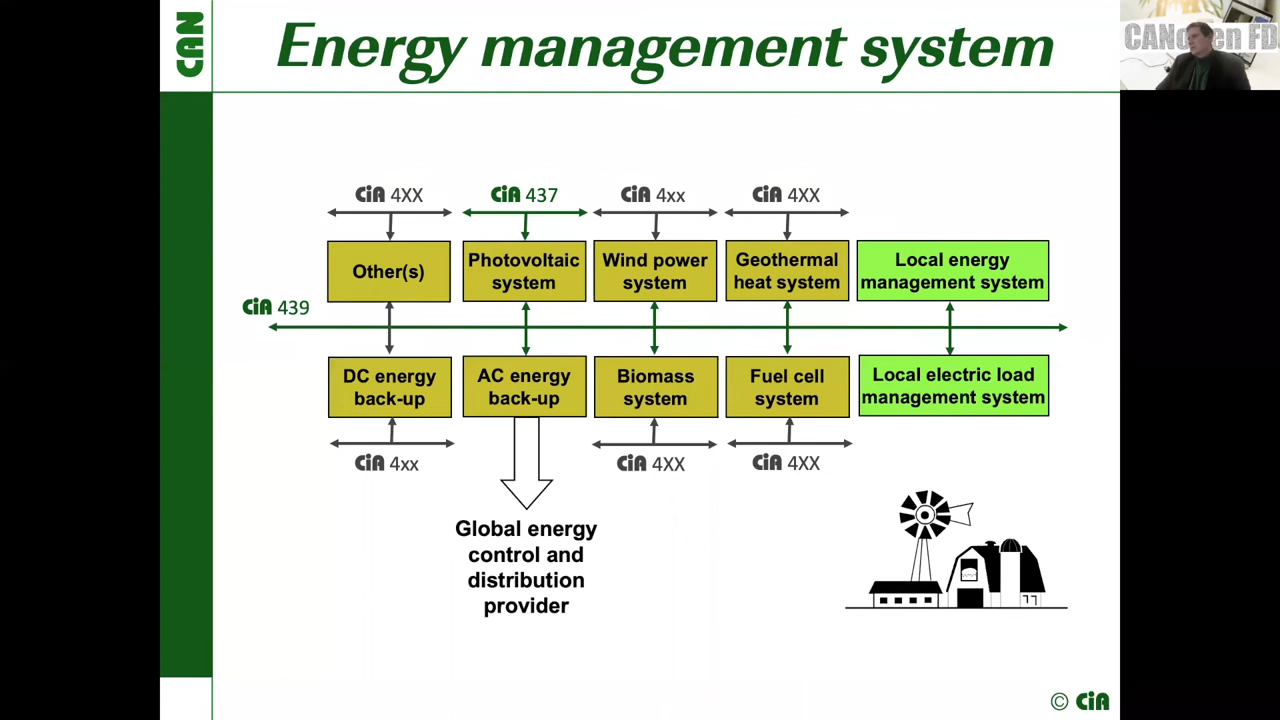 CAN
Energy management system
CANopen FD
CiA 4XX
CiA 437
CiA 4xx
CiA 4XX
Other(s)
Photovoltaic
system
Wind power
system
Geothermal
heat system
Local energy
management system
CiA 439
DC energy
back-up
AC energy
back-up
Biomass
system
Fuel cell
system
Local electric load
management system
CiA 4xx
CiA 4XX
CiA 4XX
Global energy
control and
distribution
provider
© CiA